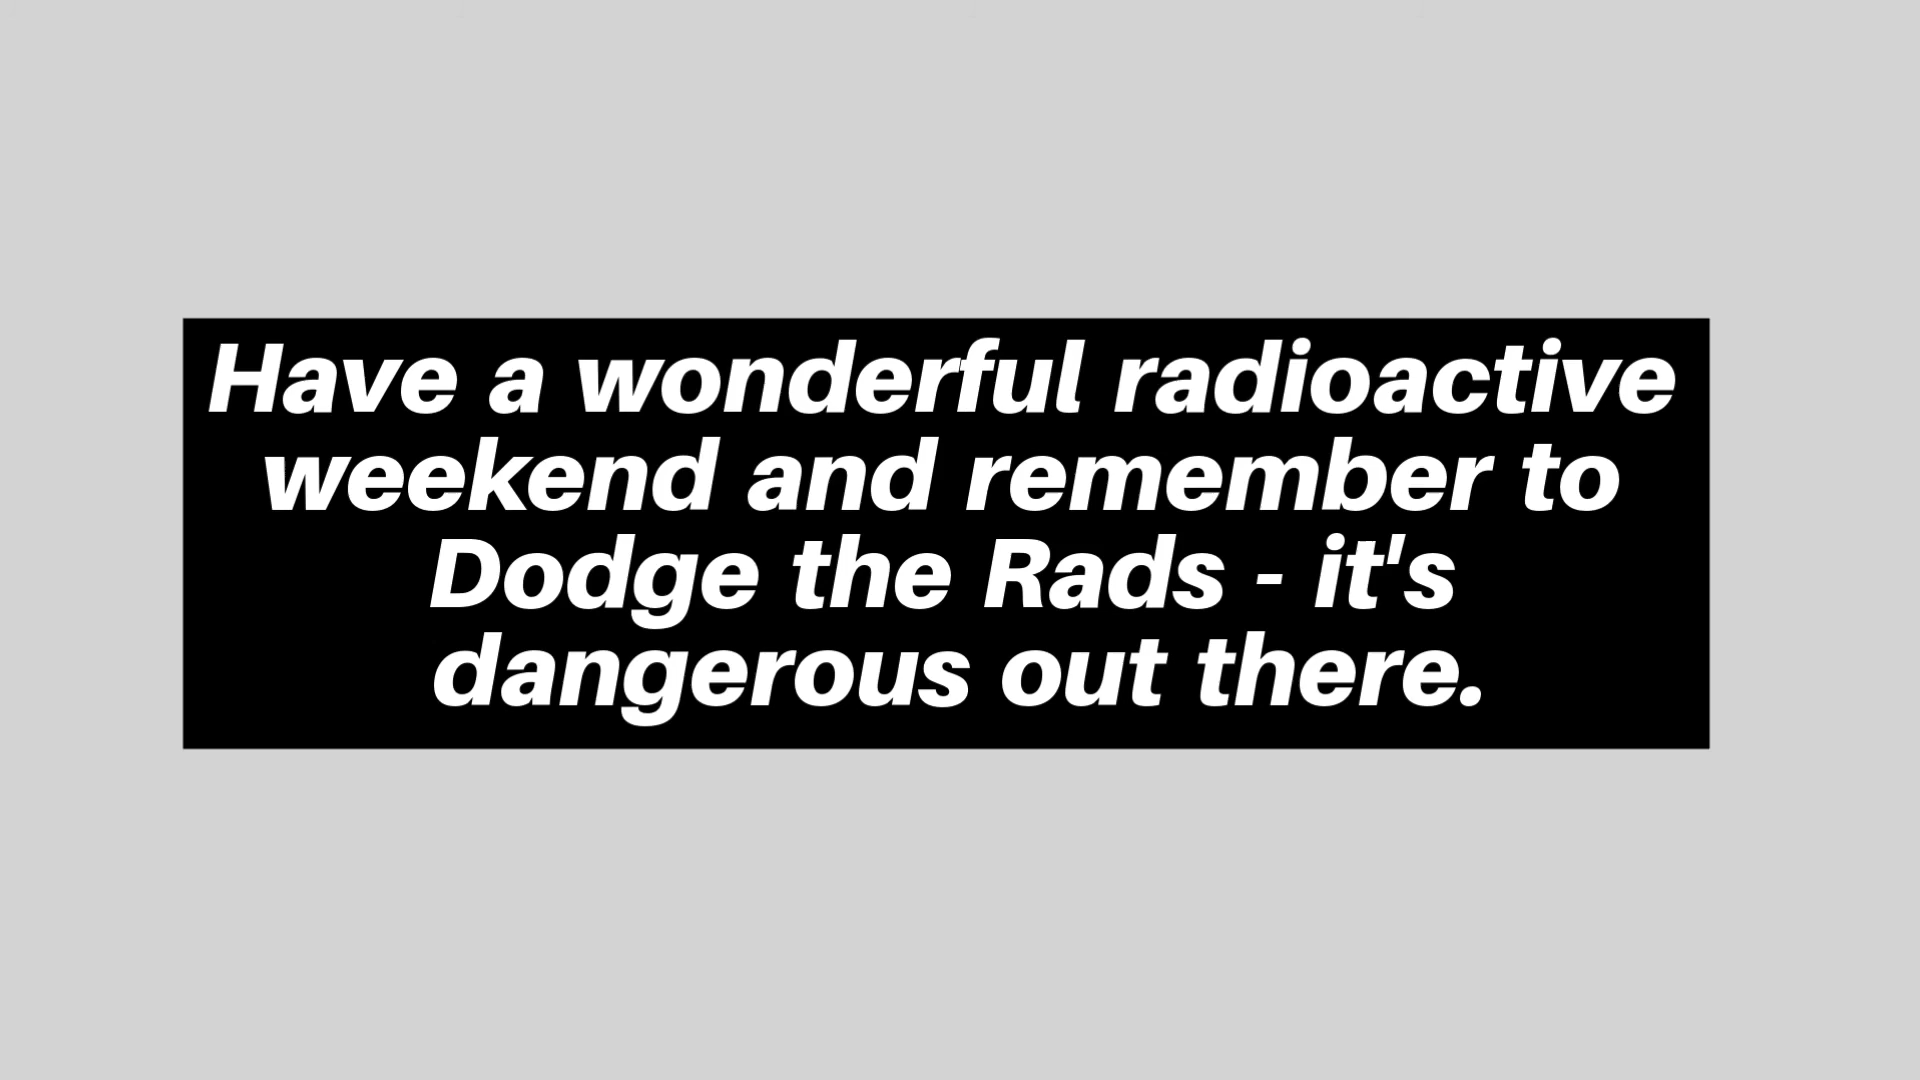 Have a wonderful radioactive
weekend and remember to
Dodge the Rads - it's
dangerous out there.